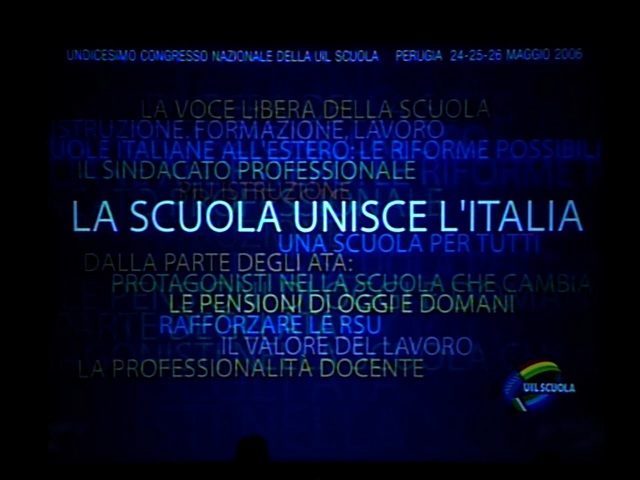 UNDICESIMO CONGRESSO NAZIONALE DELLA UIL SCUOLA PERUGIA 24-25-26 MAGGIO 2006
LA VOCE LIBERA DELLA SCUOLA
ISTRUZIONE, FORMAZIONE, LAVORO
UOLE ITALIANE ALL'ESTERO: LE RIFORME POSSIBILI
IL SINDACATO PROFESSIONALE
LA SCUOLA UNISCE L'ITALIA
UNA SCUOLA PER TUTTI
DALLA PARTE DEGLI ATA:
PROTAGONISTI NELLA SCUOLA CHE CAMBIA
LE PENSIONI DI OGGI E DOMANI
RAFFORZARE LE RSU
IL VALORE DEL LAVORO
LA PROFESSIONALITÀ DOCENTE
UIL SCUOLA